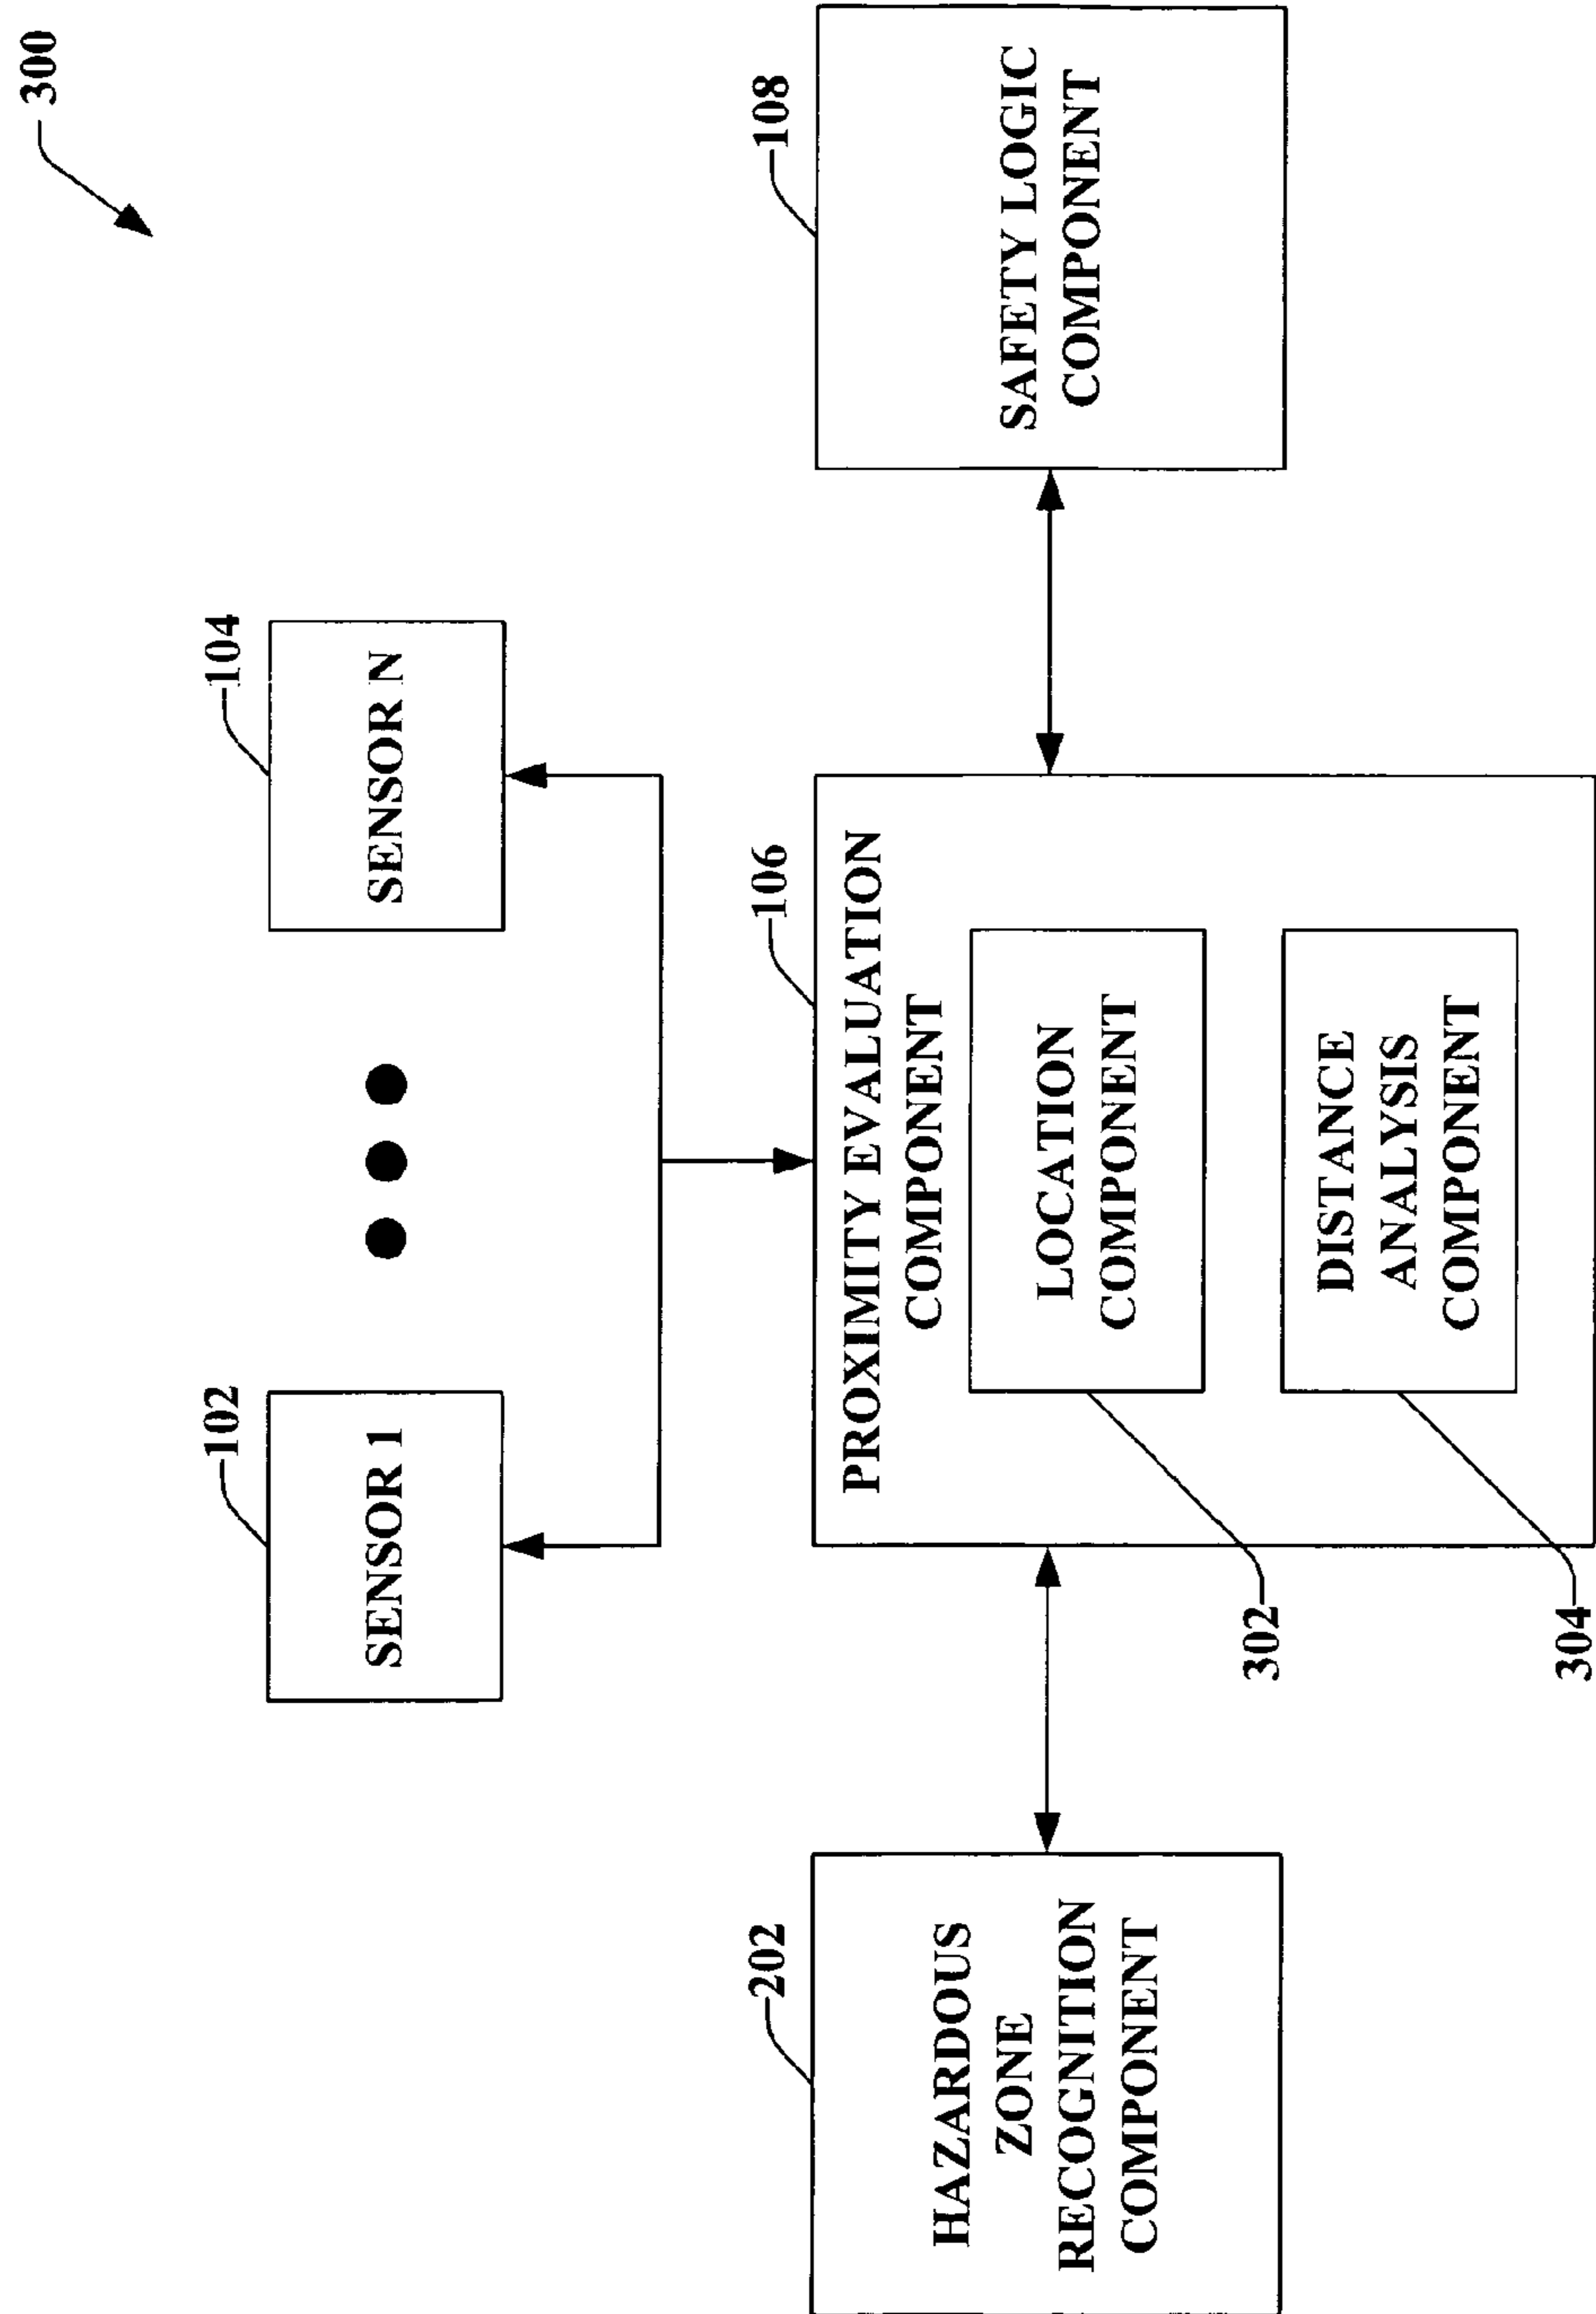 300
102
SENSOR 1
104
SENSOR N
202
HAZARDOUS
ZONE
RECOGNITION
COMPONENT
106
PROXIMITY EVALUATION
COMPONENT
LOCATION
COMPONENT
DISTANCE
ANALYSIS
COMPONENT
302
304
108
SAFETY LOGIC
COMPONENT